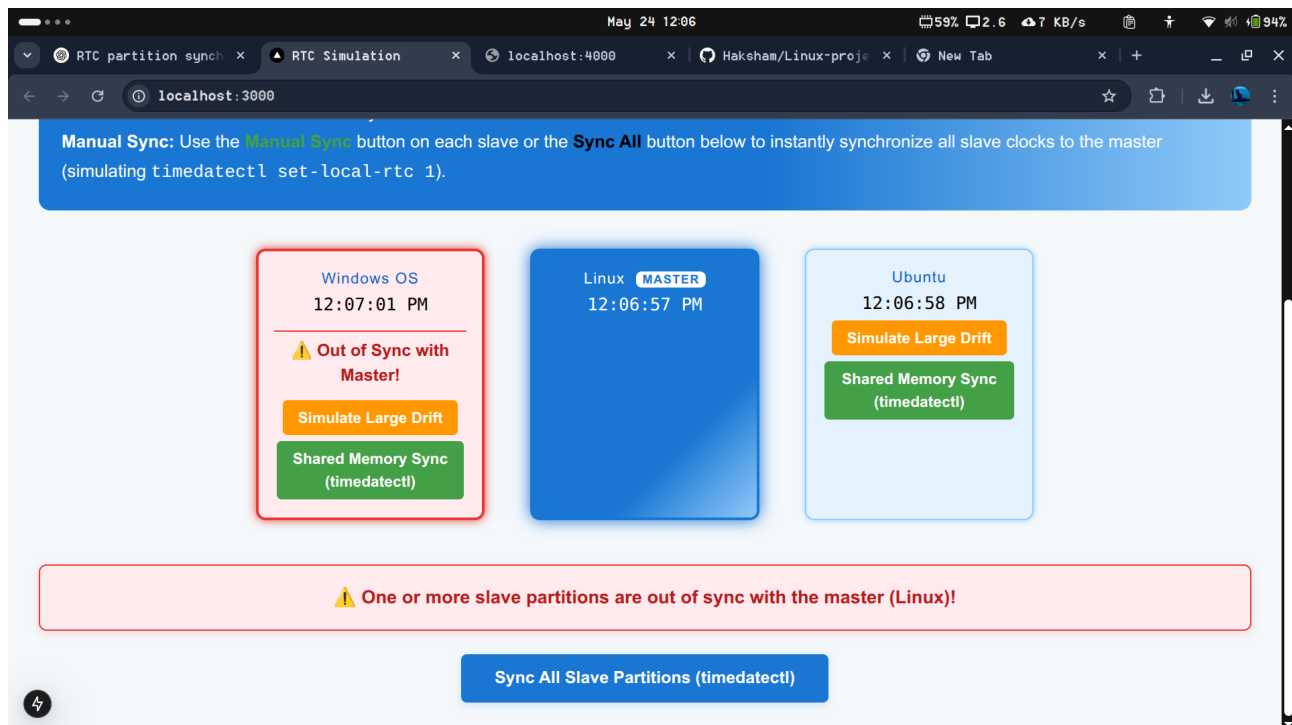 May 24 12:06
59% 2.6 7 KB/s
94%
RTC partition synch
RTC Simulation
localhost:4000
Haksham/Linux-proje
New Tab
localhost:3000
Manual Sync: Use the Manual Sync button on each slave or the Sync All button below to instantly synchronize all slave clocks to the master
(simulating timedatectl set-local-rtc 1).
Windows OS
12:07:01 PM
⚠️ Out of Sync with
Master!
Simulate Large Drift
Shared Memory Sync
(timedatectl)
Linux MASTER
12:06:57 PM
Ubuntu
12:06:58 PM
Simulate Large Drift
Shared Memory Sync
(timedatectl)
⚠️ One or more slave partitions are out of sync with the master (Linux)!
Sync All Slave Partitions (timedatectl)